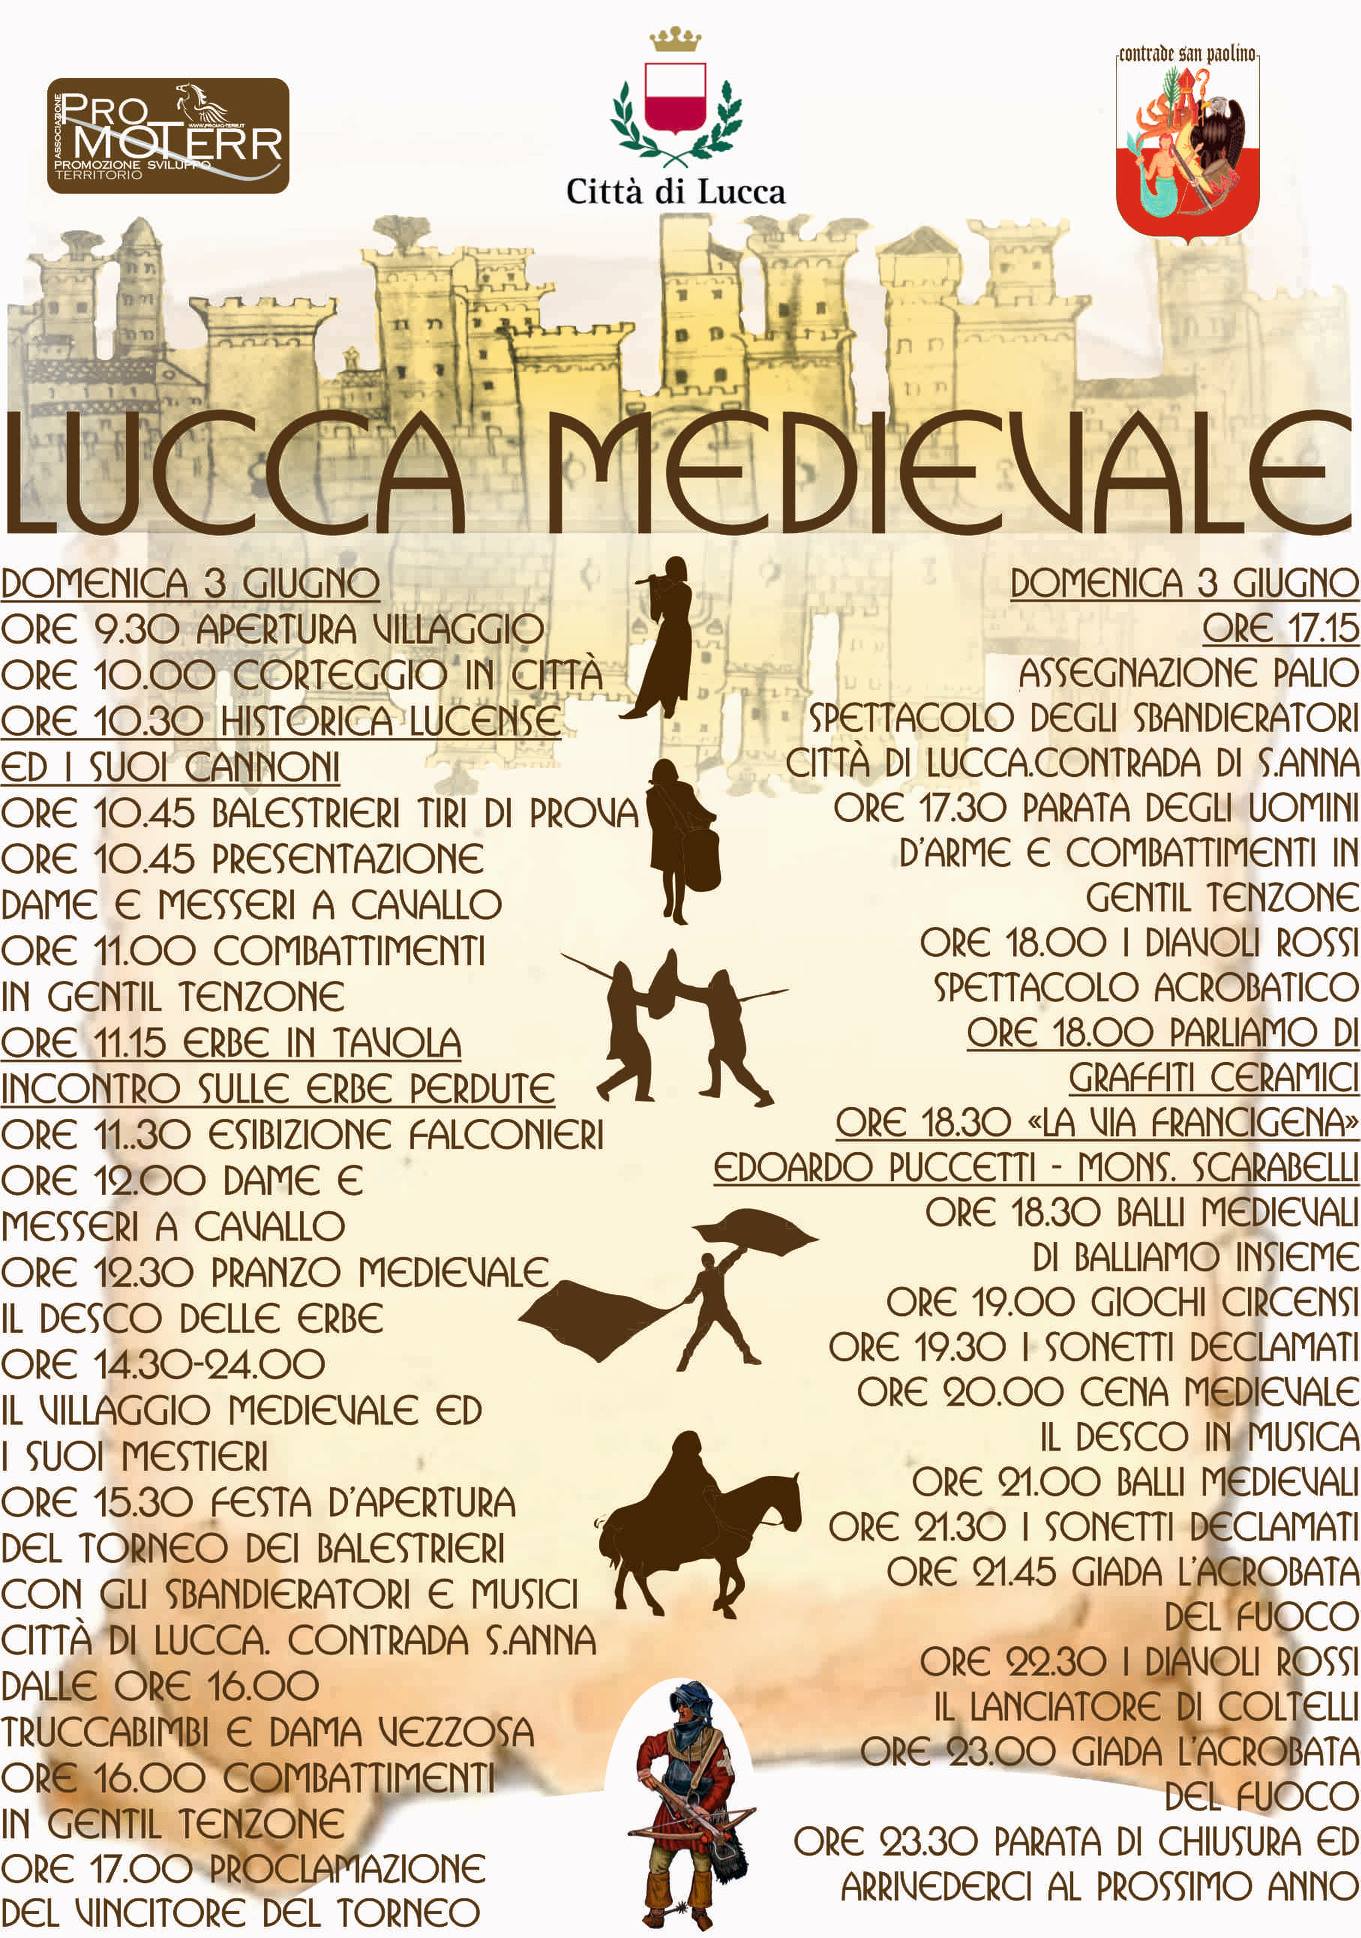 ASSOCIAZIONE
PRO
WWW.PROMO-TERR.IT
MOTERR
PROMOZIONE SVILUPPO
TERRITORIO
Città di Lucca
contrade san paolino
LUCCA MEDIEVALE
DOMENICA 3 GIUGNO
ORE 9.30 APERTURA VILLAGGIO
ORE 10.00 CORTEGGIO IN CITTÀ
ORE 10.30 HISTORICA LUCENSE
ED I SUOI CANNONI
ORE 10.45 BALESTRIERI TIRI DI PROVA
ORE 10.45 PRESENTAZIONE
DAME E MESSERI A CAVALLO
ORE 11.00 COMBATTIMENTI
IN GENTIL TENZONE
ORE 11.15 ERBE IN TAVOLA
INCONTRO SULLE ERBE PERDUTE
ORE 11..30 ESIBIZIONE FALCONIERI
ORE 12.00 DAME E
MESSERI A CAVALLO
ORE 12.30 PRANZO MEDIEVALE
IL DESCO DELLE ERBE
ORE 14.30-24.00
IL VILLAGGIO MEDIEVALE ED
I SUOI MESTIERI
ORE 15.30 FESTA D'APERTURA
DEL TORNEO DEI BALESTRIERI
CON GLI SBANDIERATORI E MUSICI
CITTÀ DI LUCCA. CONTRADA S.ANNA
DALLE ORE 16.00
TRUCCABIMBI E DAMA VEZZOSA
ORE 16.00 COMBATTIMENTI
IN GENTIL TENZONE
ORE 17.00 PROCLAMAZIONE
DEL VINCITORE DEL TORNEO
DOMENICA 3 GIUGNO
ORE 17.15
ASSEGNAZIONE PALIO
SPETTACOLO DEGLI SBANDIERATORI
CITTÀ DI LUCCA.CONTRADA DI S.ANNA
ORE 17.30 PARATA DEGLI UOMINI
D'ARME E COMBATTIMENTI IN
GENTIL TENZONE
ORE 18.00 I DIAVOLI ROSSI
SPETTACOLO ACROBATICO
ORE 18.00 PARLIAMO DI
GRAFFITI CERAMICI
ORE 18.30 «LA VIA FRANCIGENA»
EDOARDO PUCCETTI - MONS. SCARABELLI
ORE 18.30 BALLI MEDIEVALI
DI BALLIAMO INSIEME
ORE 19.00 GIOCHI CIRCENSI
ORE 19.30 I SONETTI DECLAMATI
ORE 20.00 CENA MEDIEVALE
IL DESCO IN MUSICA
ORE 21.00 BALLI MEDIEVALI
ORE 21.30 I SONETTI DECLAMATI
ORE 21.45 GIADA L'ACROBATA
DEL FUOCO
ORE 22.30 I DIAVOLI ROSSI
IL LANCIATORE DI COLTELLI
ORE 23.00 GIADA L'ACROBATA
DEL FUOCO
ORE 23.30 PARATA DI CHIUSURA ED
ARRIVEDERCI AL PROSSIMO ANNO